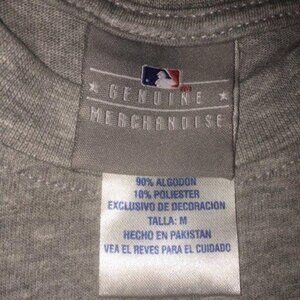 GENUINE
MERCHANDISE
90% ALGODON
10% POLIESTER
EXCLUSIVO DE DECORACION
TALLA: M
HECHO EN PAKISTAN
VEA EL REVES PARA EL CUIDADO